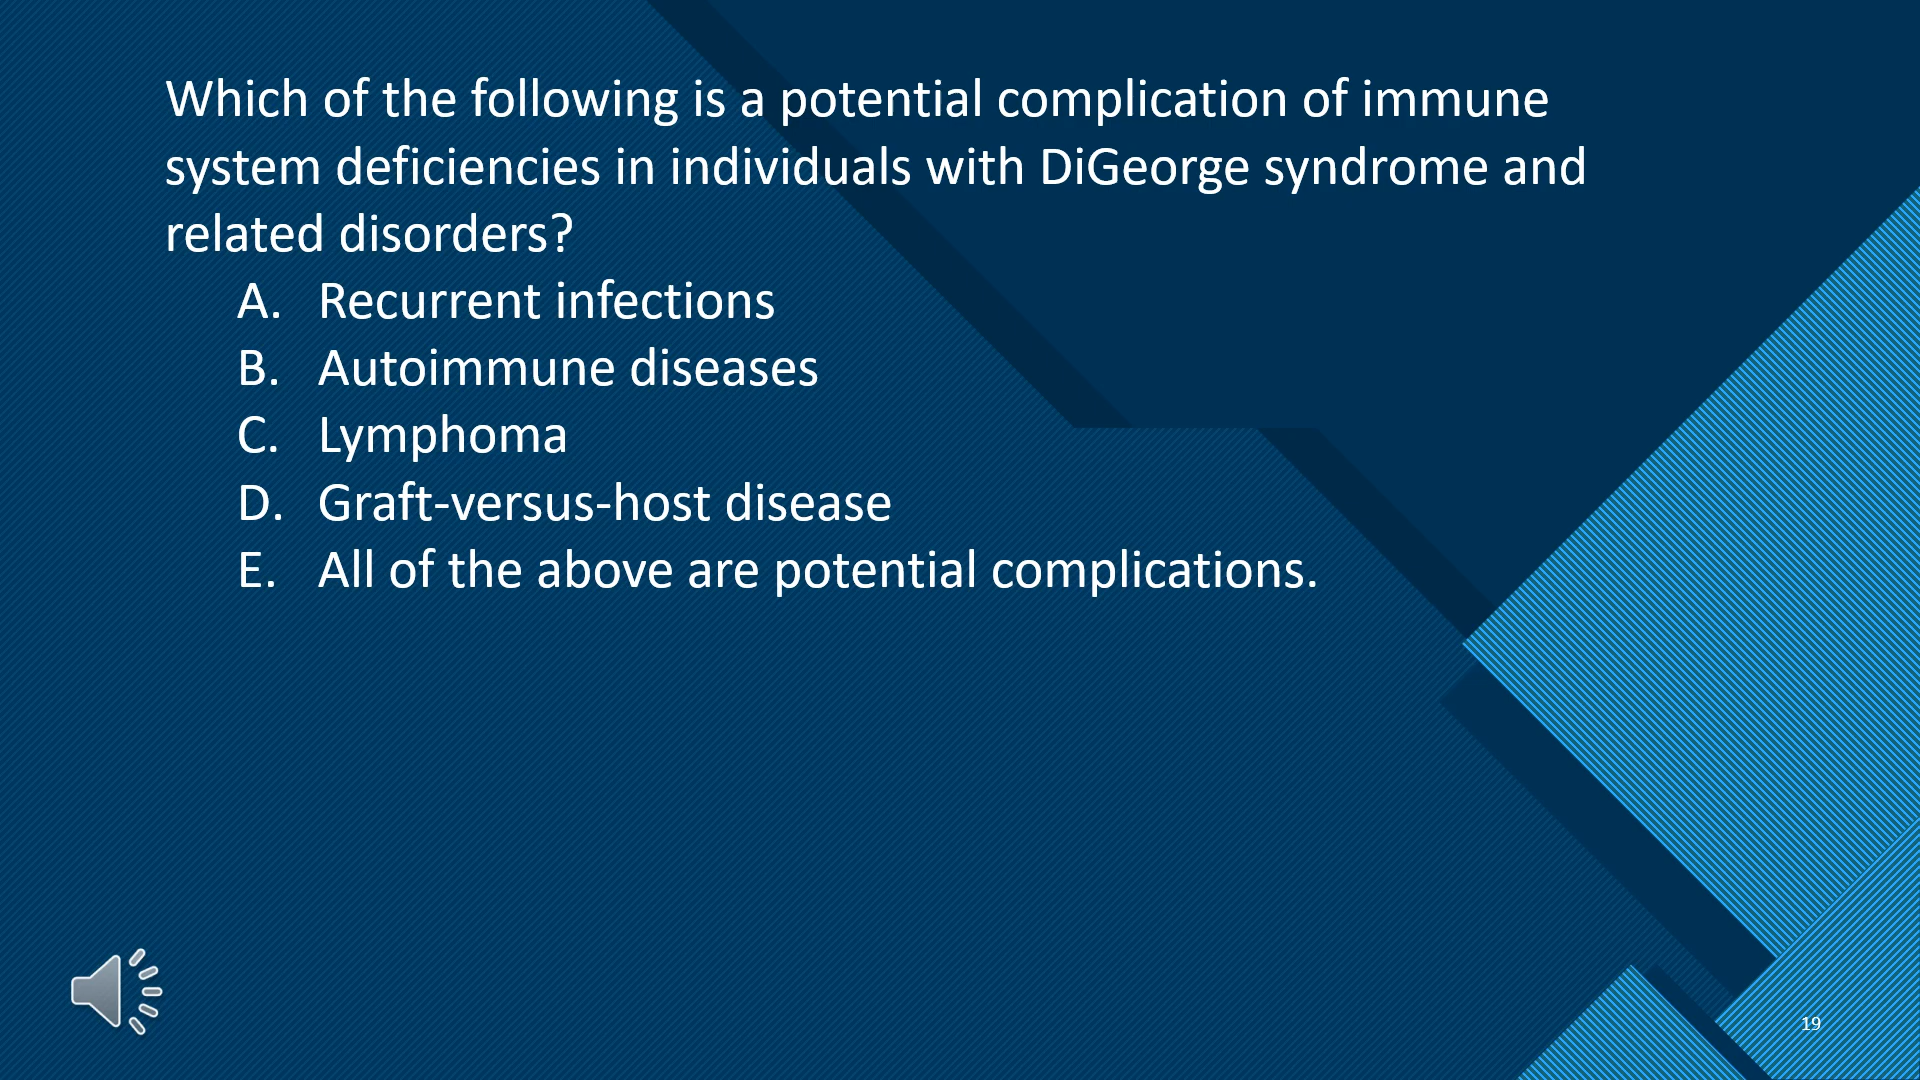 Which of the following is a potential complication of immune
system deficiencies in individuals with DiGeorge syndrome and
related disorders?
A. Recurrent infections
B. Autoimmune diseases
C. Lymphoma
D. Graft-versus-host disease
E. All of the above are potential complications.
19